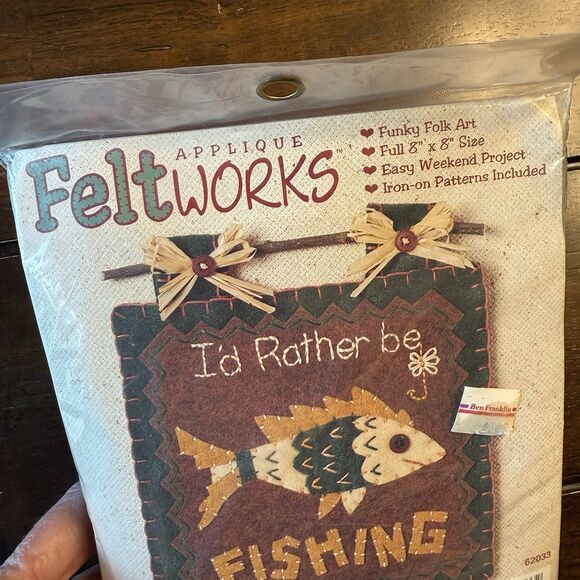 APPLIQUE
FeltWORKS™
Funky Folk Art
Full 8" x 8" Size
Easy Weekend Project
Iron-on Patterns Included
I'd Rather be
FISHING
Ben Franklin
62033